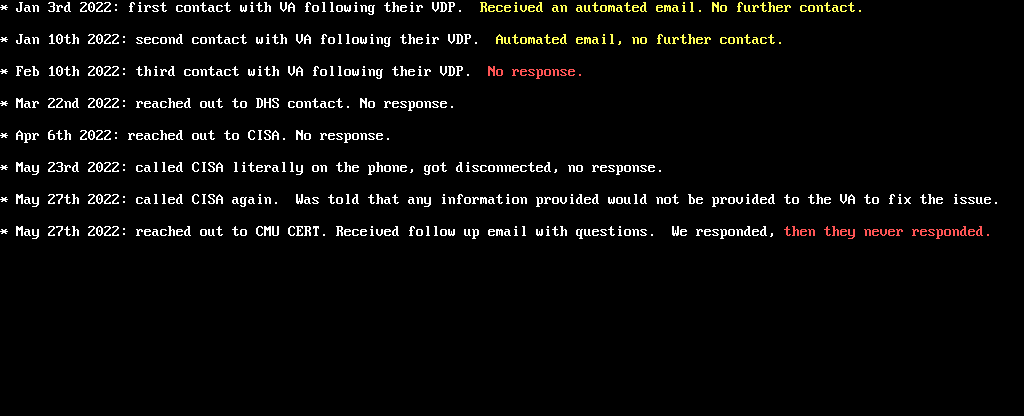 * Jan 3rd 2022: first contact with VA following their VDP.  Received an automated email. No further contact.
* Jan 10th 2022: second contact with VA following their VDP.  Automated email, no further contact.
* Feb 10th 2022: third contact with VA following their VDP.  No response.
* Mar 22nd 2022: reached out to DHS contact. No response.
* Apr 6th 2022: reached out to CISA. No response.
* May 23rd 2022: called CISA literally on the phone, got disconnected, no response.
* May 27th 2022: called CISA again.  Was told that any information provided would not be provided to the VA to fix the issue.
* May 27th 2022: reached out to CMU CERT. Received follow up email with questions.  We responded, then they never responded.